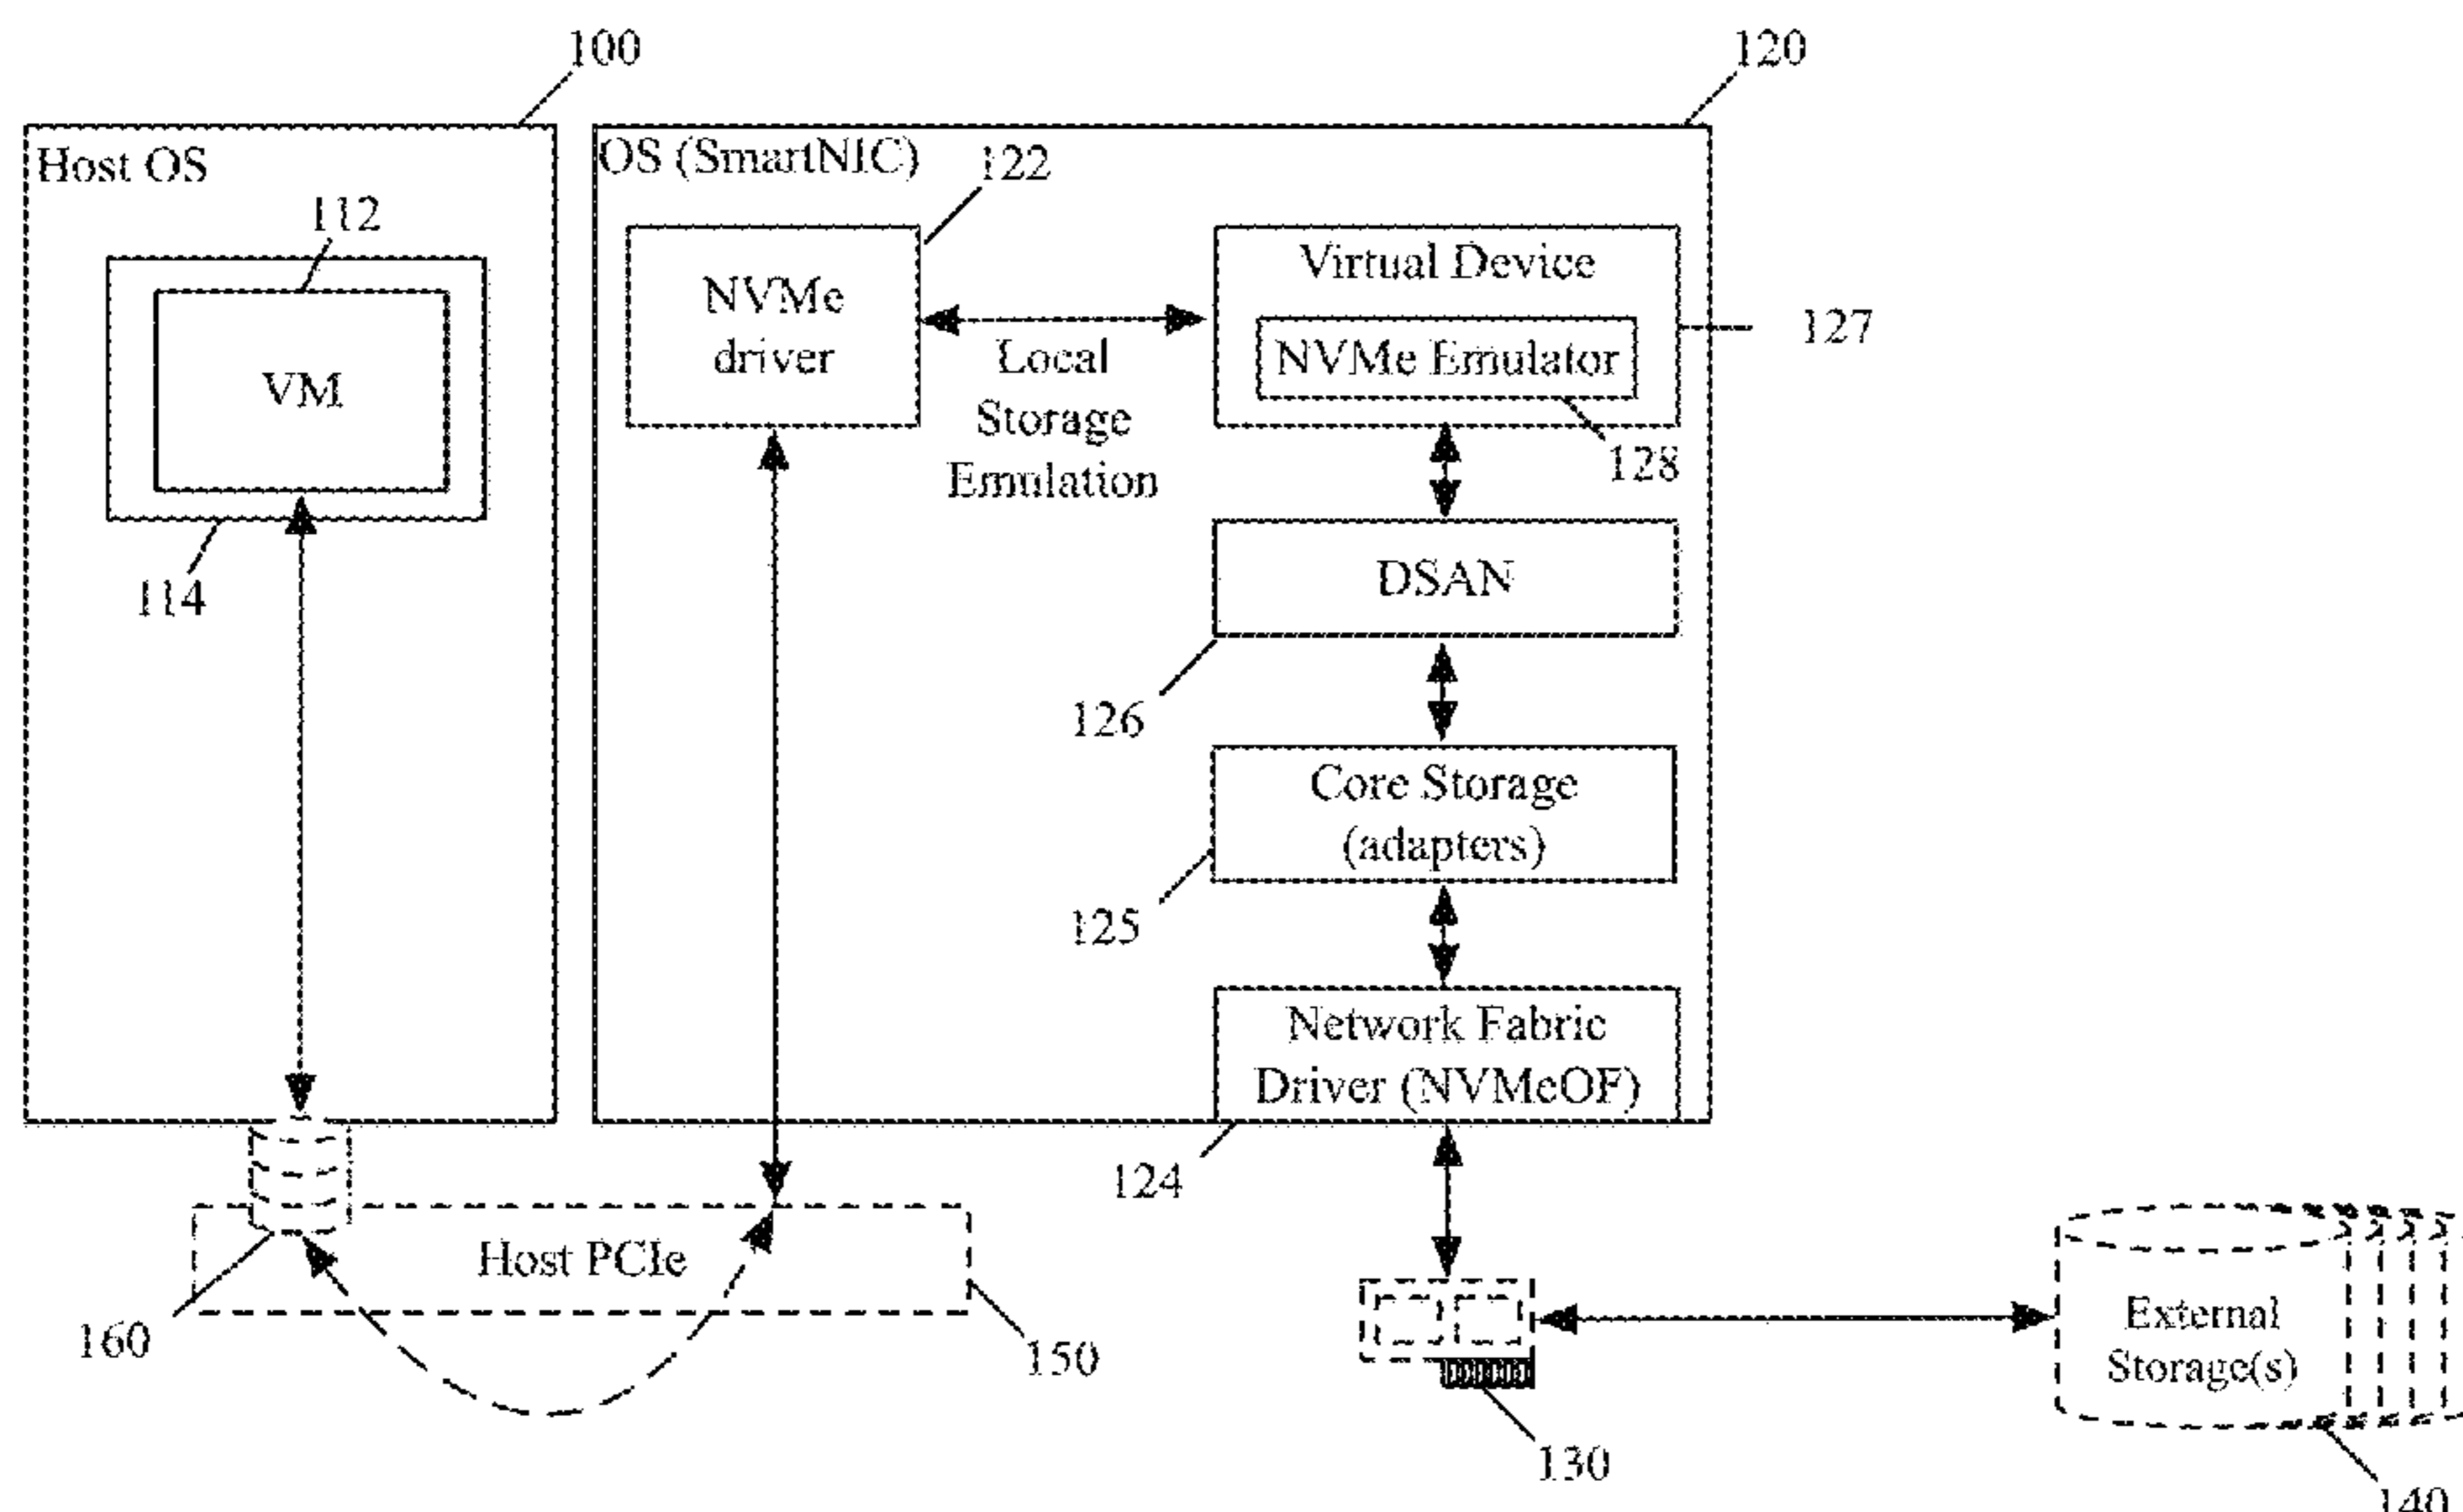 100
120
Host OS
OS (SmartNIC)
122
112
NVMe
driver
Virtual Device
NVMe Emulator
127
VM
Local
Storage
Emulation
128
114
DSAN
126
Core Storage
(adapters)
125
Network Fabric
Driver (NVMeOF)
124
Host PCIe
160
150
External
Storage(s)
130
140